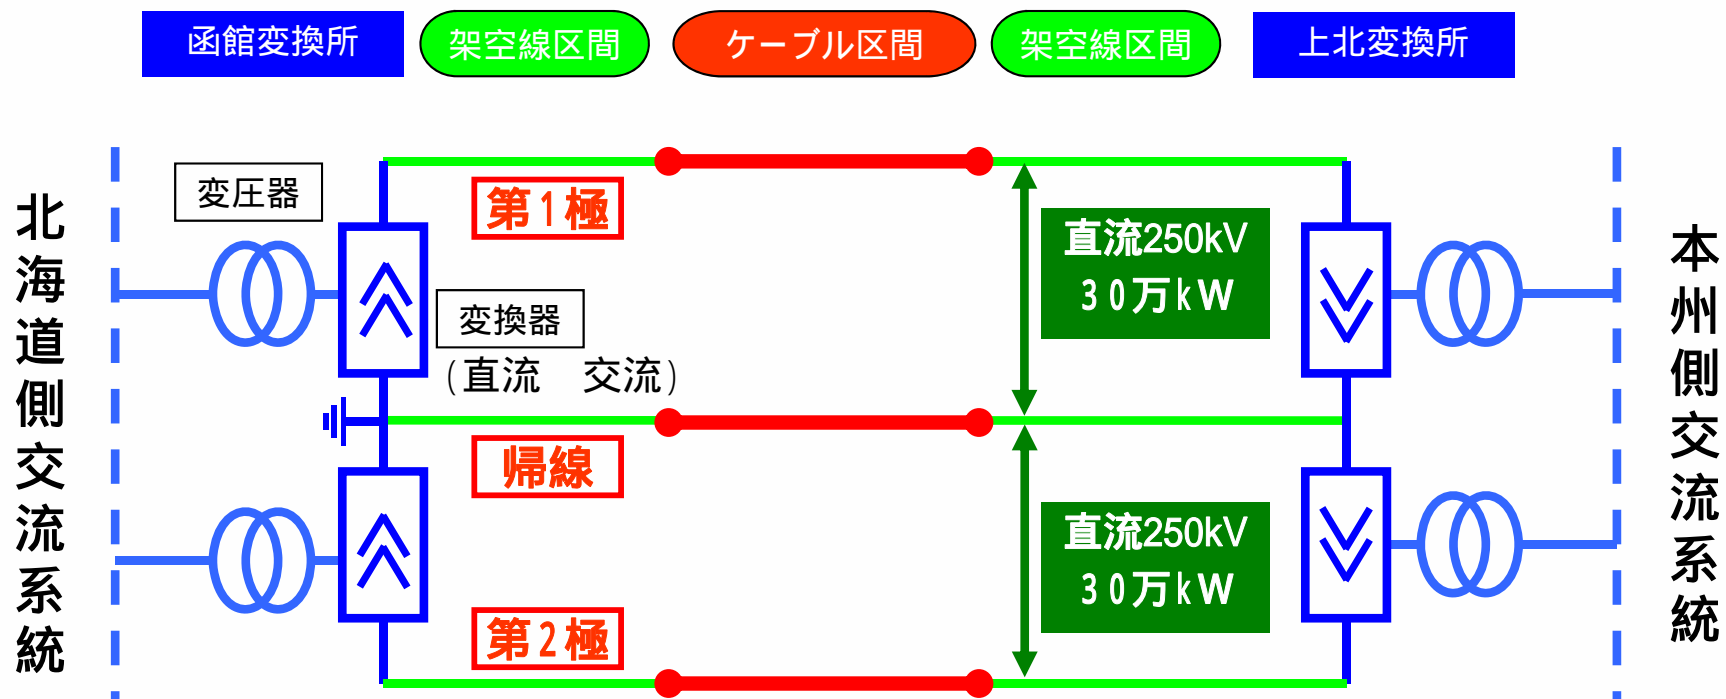 函館変換所
架空線区間
ケーブル区間
架空線区間
上北変換所
北海道側交流系統
変圧器
第1極
直流250kV
30万kW
変換器
(直流　交流)
帰線
直流250kV
30万kW
第2極
本州側交流系統